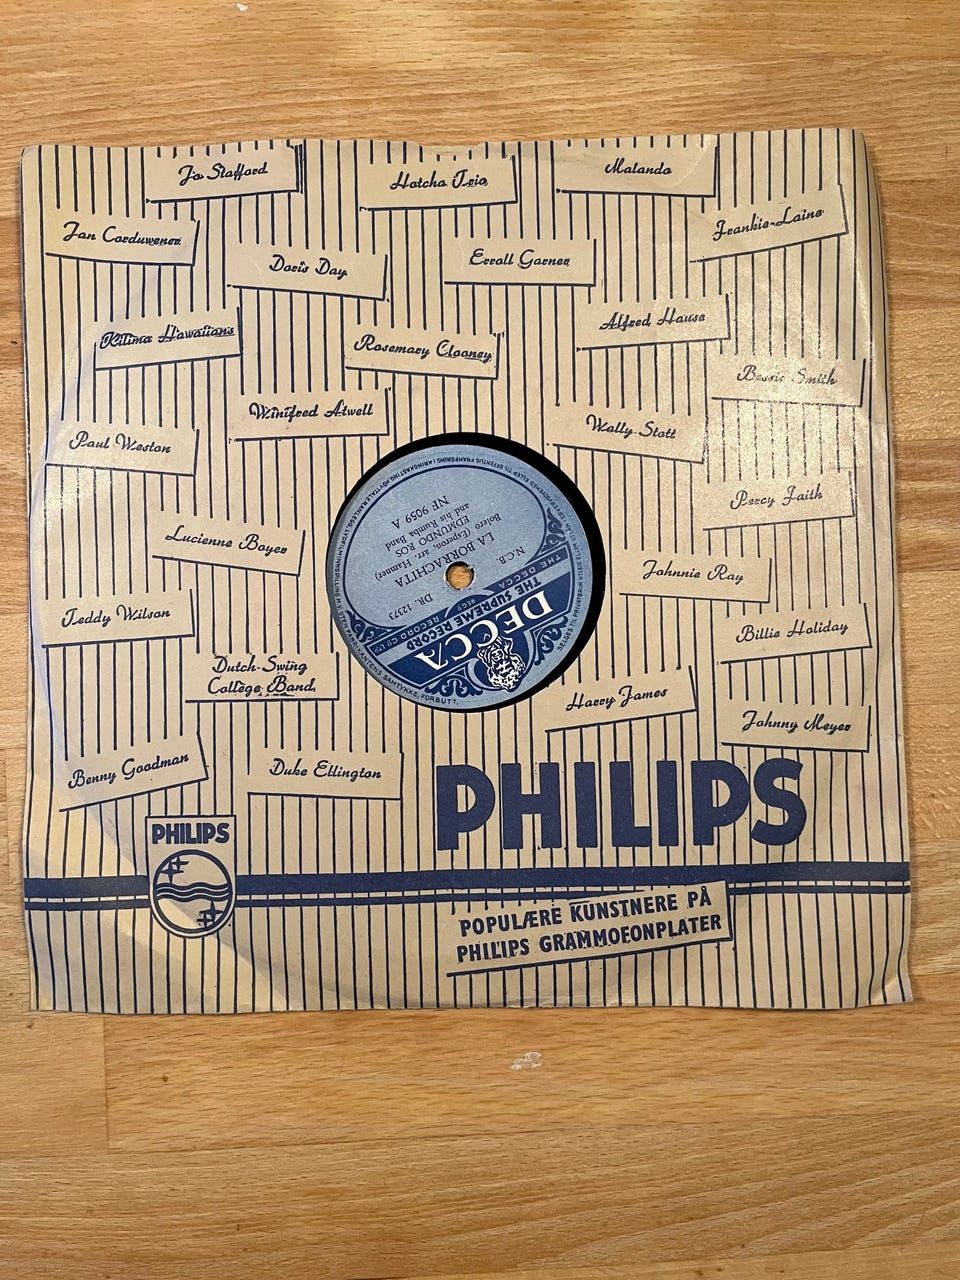 Jo Stafford
Hotcha Trio
Malando
Jan Corduwener
Frankie-Laine
Doris Day
Erroll Garner
Kilima Hawaiians
Rosemary Clooney
Alfred Hause
Bessie Smith
Winifred Atwell
Wally Stott
Paul Weston
Percy Faith
Lucienne Boyer
Johnnie Ray
Teddy Wilson
Billie Holiday
Dutch-Swing
College Band
Harry James
Johnny Meyer
Benny Goodman
Duke Ellington
DECCA
THE SUPREME RECORD
REGD
THE DECCA RECORD CO LTD
N.C.B.
DR. 12373
LA BORRACHITA
Bolero (Esperon, arr. Hamner)
EDMUNDO ROS
and his Rumba Band
NF 9059 A
SAMTYKKE, FORBUTT.
PHILIPS
PHILIPS
POPULÆRE KUNSTNERE PÅ
PHILIPS GRAMMOFONPLATER